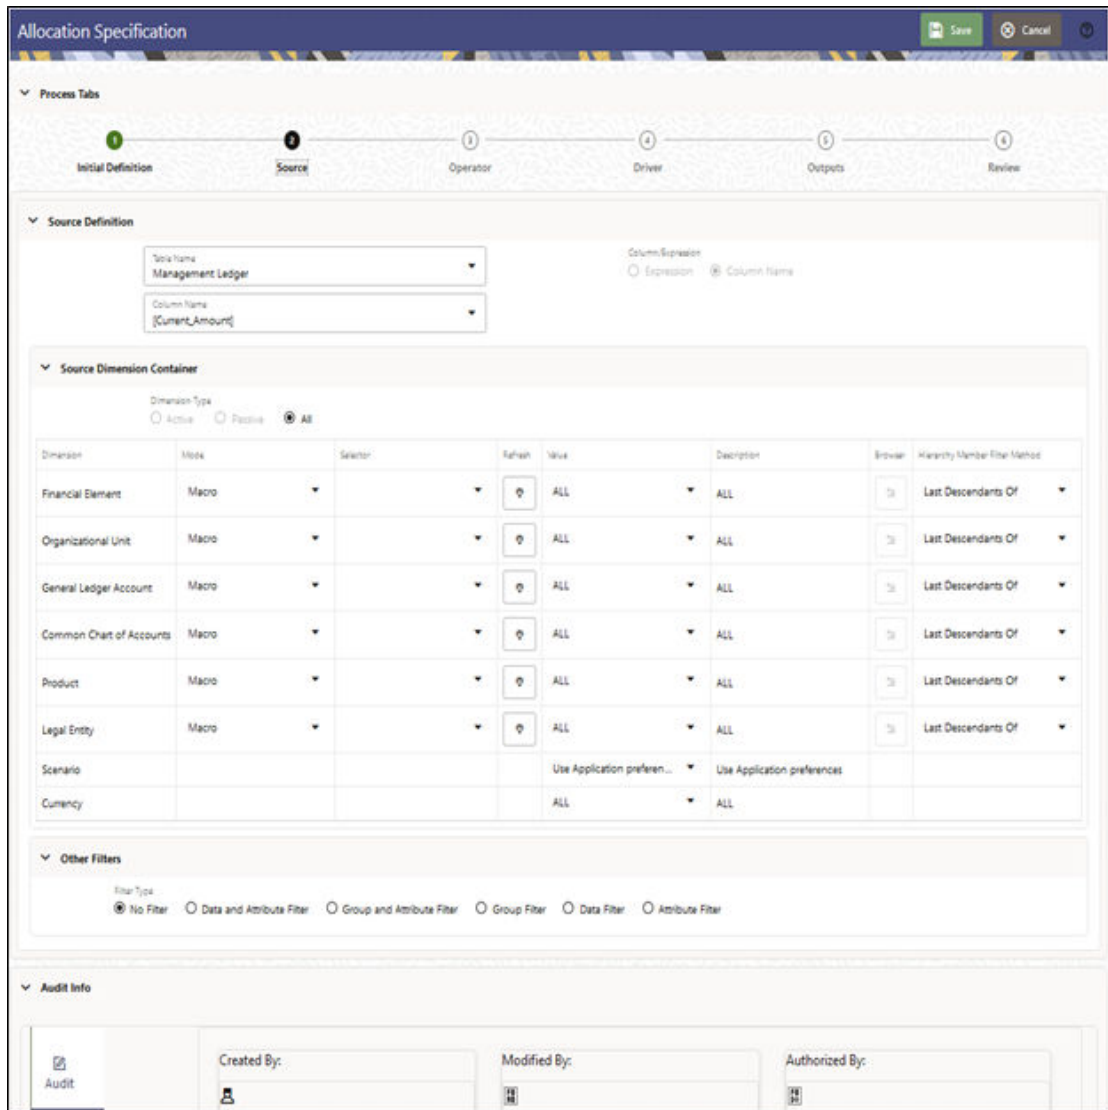 Allocation Specification
Save
Cancel
Process Tabs
1 2 3 4 5 6
Initial Definition Source Operator Driver Outputs Review
Source Definition
Table Name
Management Ledger
Column/Expression
Expression Column Name
Column Name
[Current_Amount]
Source Dimension Container
Dimension Type
Active Passive All
Dimension Mode Selector Refresh Value Description Browser Hierarchy Member Filter Method
Financial Element Macro ALL ALL Last Descendants Of
Organizational Unit Macro ALL ALL Last Descendants Of
General Ledger Account Macro ALL ALL Last Descendants Of
Common Chart of Accounts Macro ALL ALL Last Descendants Of
Product Macro ALL ALL Last Descendants Of
Legal Entity Macro ALL ALL Last Descendants Of
Scenario Use Application preferen... Use Application preferences
Currency ALL ALL
Other Filters
Filter Type
No Filter Data and Attribute Filter Group and Attribute Filter Group Filter Data Filter Attribute Filter
Audit Info
Audit
Created By: Modified By: Authorized By: